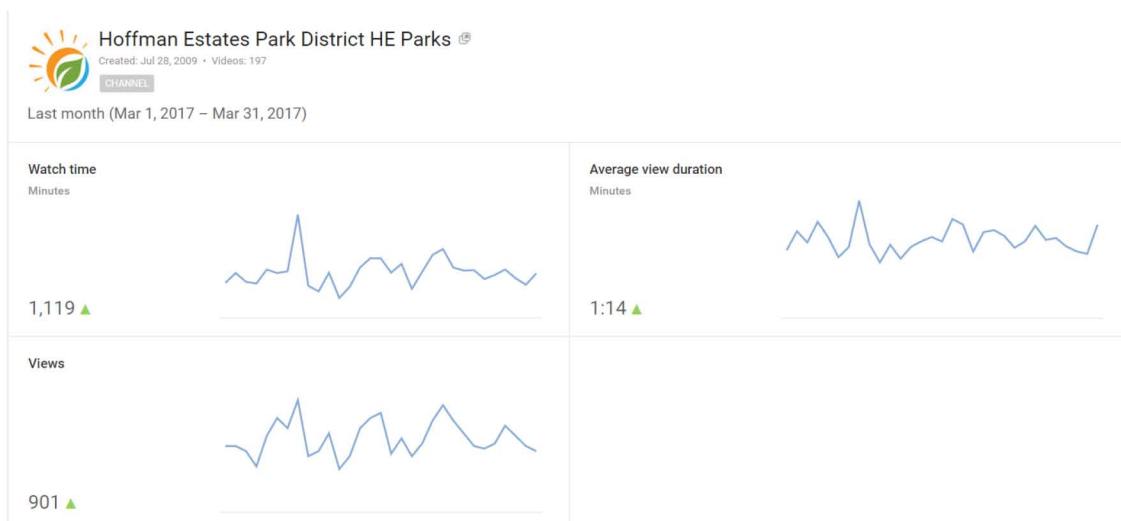 Hoffman Estates Park District HE Parks
Created: Jul 28, 2009 • Videos: 197
CHANNEL
Last month (Mar 1, 2017 – Mar 31, 2017)
Watch time
Minutes
1,119
Average view duration
Minutes
1:14
Views
901